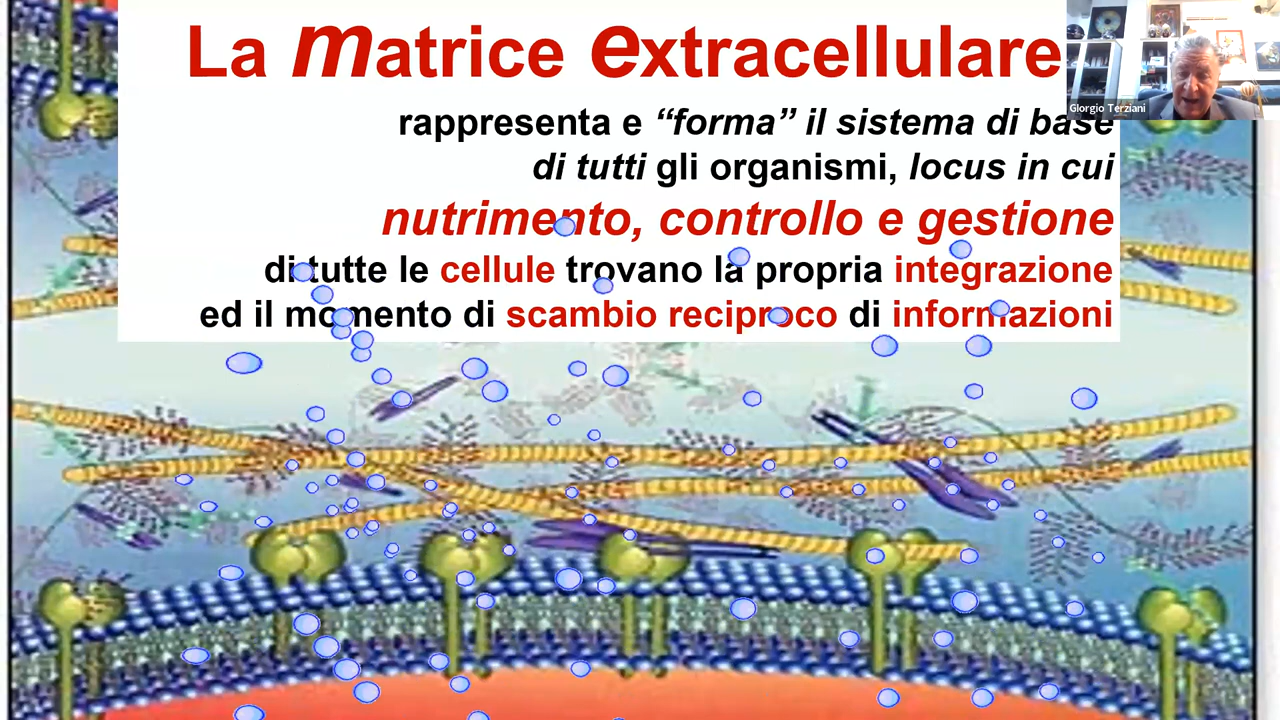 La matrice extracellulare
Giorgio Terziani
rappresenta e “forma” il sistema di base
di tutti gli organismi, locus in cui
nutrimento, controllo e gestione
di tutte le cellule trovano la propria integrazione
ed il momento di scambio reciproco di informazioni